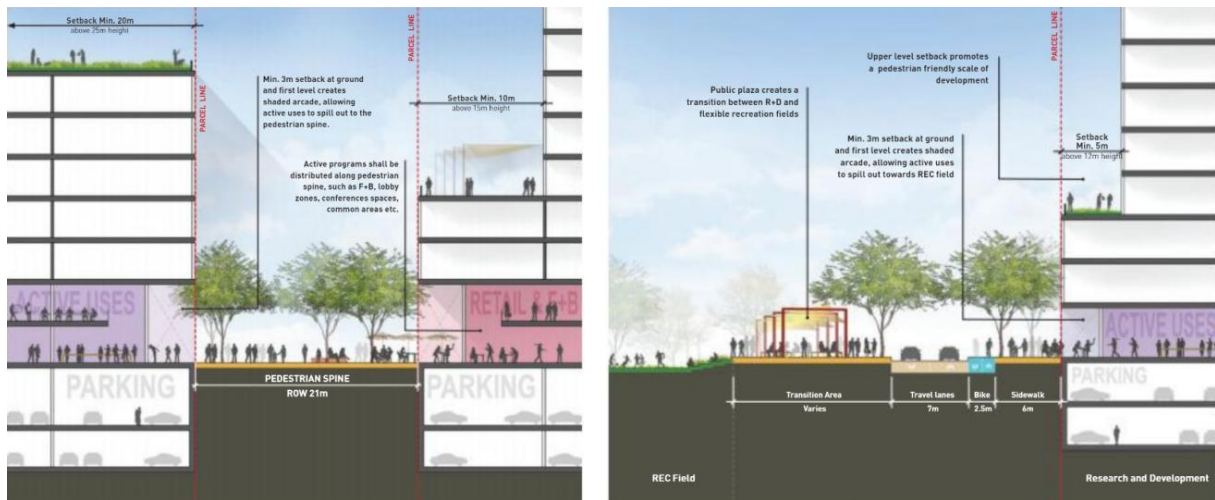 Setback Min. 20m
above 25m height
PARCEL LINE
Min. 3m setback at ground
and first level creates
shaded arcade, allowing
active uses to spill out to the
pedestrian spine.
Active programs shall be
distributed along pedestrian
spine, such as F+B, lobby
zones, conferences spaces,
common areas etc.
PARCEL LINE
Setback Min. 10m
above 15m height
ACTIVE USES
RETAIL & F+B
PARKING
PEDESTRIAN SPINE
ROW 21m
PARKING
Public plaza creates a
transition between R+D and
flexible recreation fields
Upper level setback promotes
a pedestrian friendly scale of
development
Min. 3m setback at ground
and first level creates shaded
arcade, allowing active uses
to spill out towards REC field
PARCEL LINE
Setback
Min. 5m
above 12m height
ACTIVE USES
PARKING
Transition Area
Varies
Travel lanes
7m
Bike
2.5m
Sidewalk
6m
REC Field
Research and Development